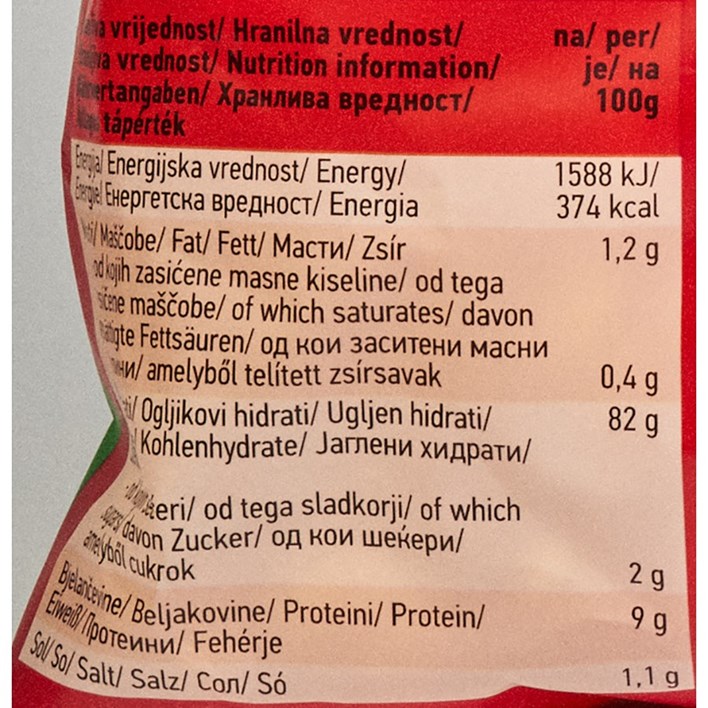 vrijednost/ Hranilna vrednost/ na/ per/
vrednost/ Nutrition information/ je/ на
Хранлива вредност/ 100g
tápérték
Energijska vrednost/ Energy/ 1588 kJ/
Енергетска вредност/ Energia 374 kcal
Maščobe/ Fat/ Fett/ Масти/ Zsír 1,2 g
od kojih zasićene masne kiseline/ od tega
maščobe/ of which saturates/ davon
Fettsäuren/ од кои заситени масни
amelyből telített zsírsavak 0,4 g
Ogljikovi hidrati/ Ugljen hidrati/ 82 g
Kohlenhydrate/ Јаглени хидрати/
od tega sladkorji/ of which
davon Zucker/ од кои шеќери/
amelyből cukrok 2 g
Bjelančevine/ Beljakovine/ Proteini/ Protein/ 9 g
Eiweiß/ Протеини/ Fehérje
Sol/ So/ Salt/ Salz/ Сол/ Só 1,1 g